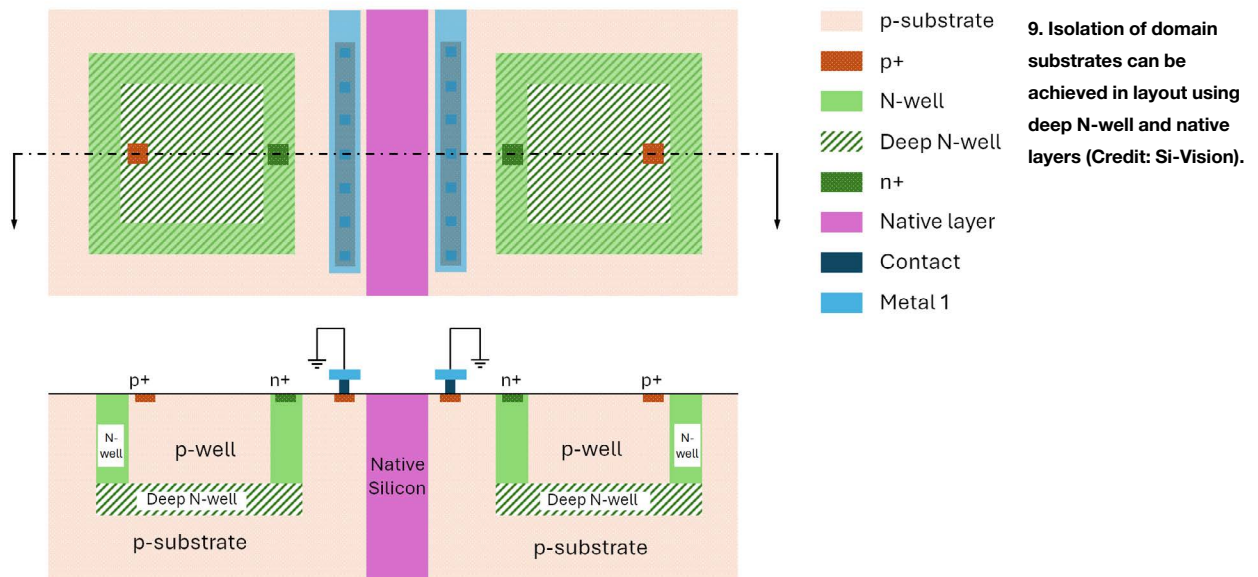 p-substrate
p+
N-well
Deep N-well
n+
Native layer
Contact
Metal 1
9. Isolation of domain
substrates can be
achieved in layout using
deep N-well and native
layers (Credit: Si-Vision).
p+
n+
n+
p+
N-
well
p-well
Deep N-well
p-substrate
Native
Silicon
p-well
N-
well
Deep N-well
p-substrate